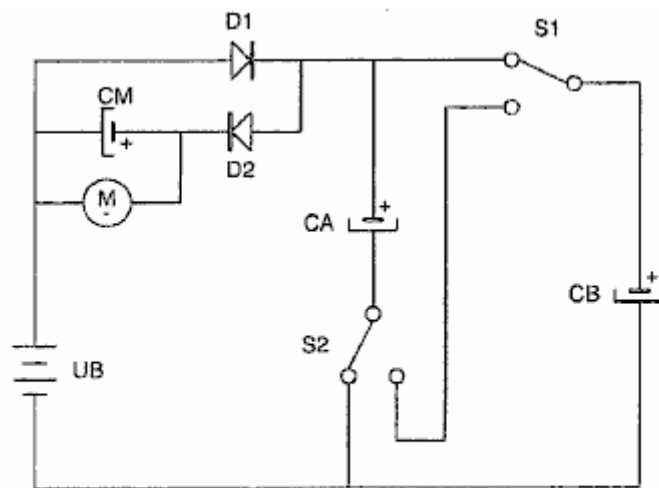 D1
S1
CM
+
D2
M
-
+
CA
+
CB
S2
UB